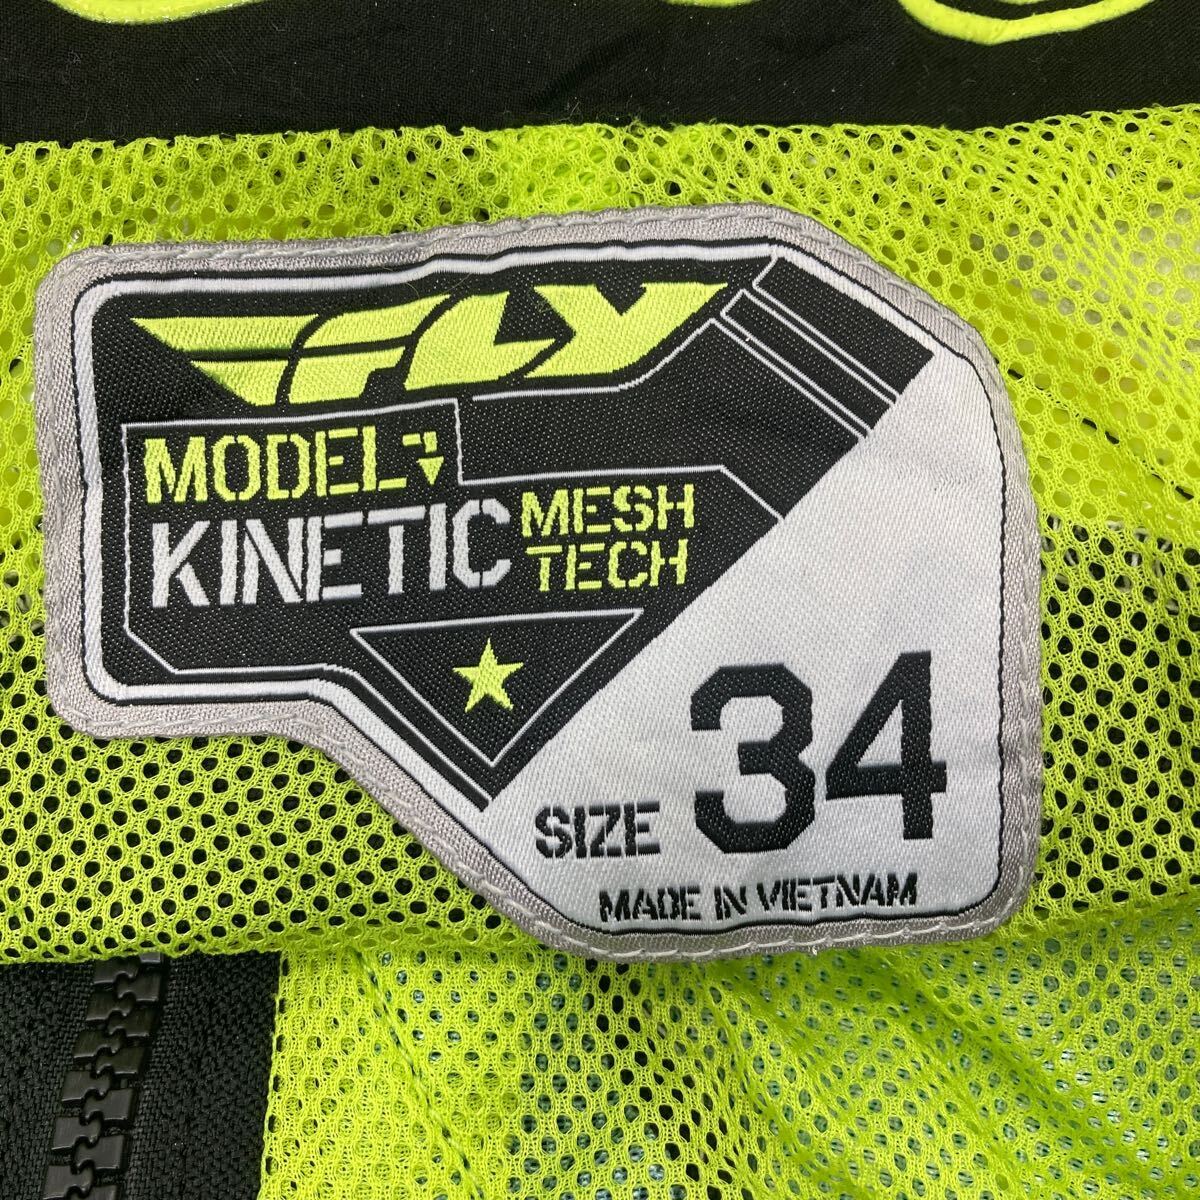 FLY
MODEL
KINETIC MESH TECH
SIZE 34
MADE IN VIETNAM